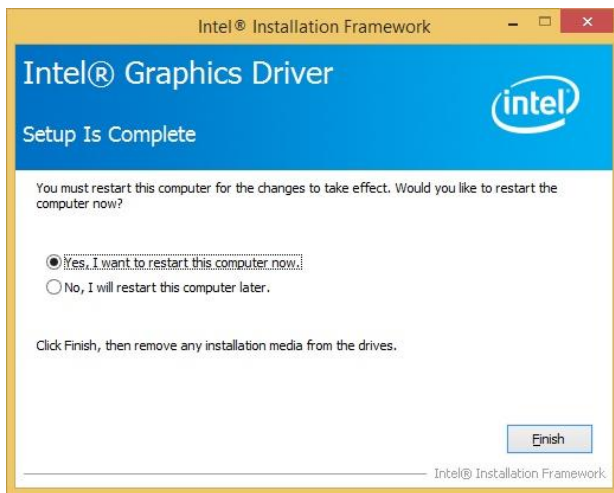 Intel® Installation Framework
Intel® Graphics Driver
intel
Setup Is Complete
You must restart this computer for the changes to take effect. Would you like to restart the
computer now?
Yes, I want to restart this computer now.
No, I will restart this computer later.
Click Finish, then remove any installation media from the drives.
Finish
Intel® Installation Framework